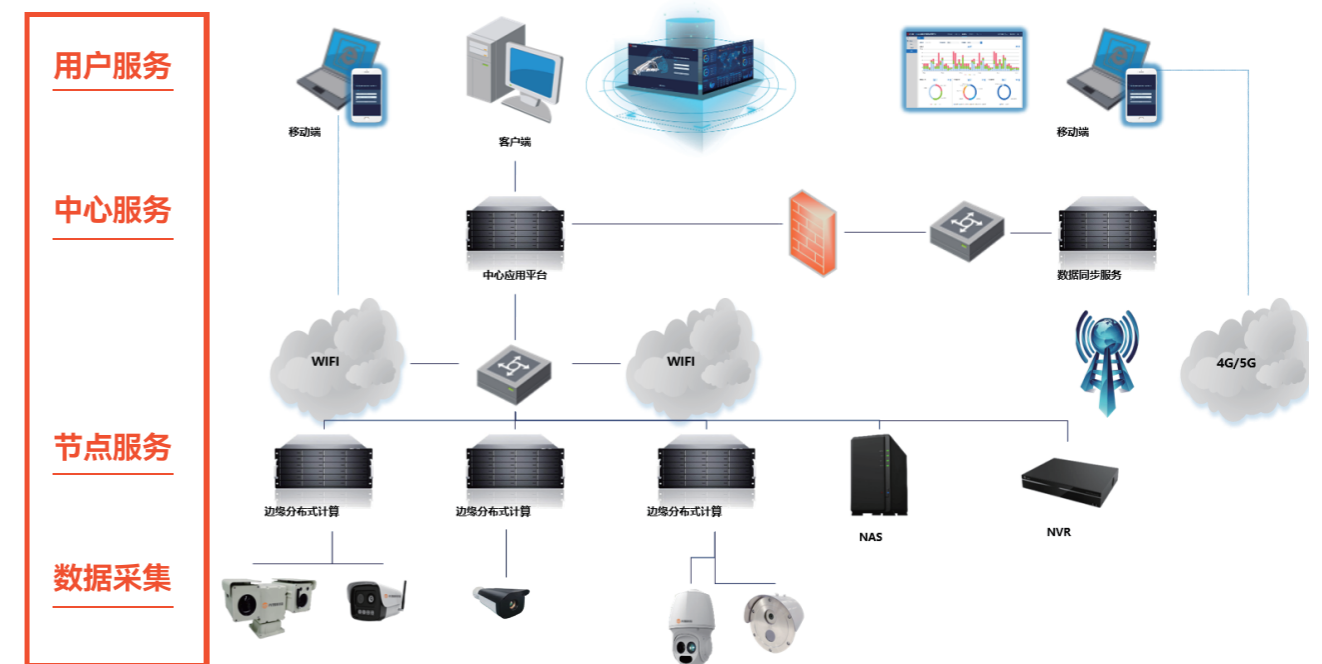 用户服务
移动端
客户端
移动端
中心服务
中心应用平台
数据同步服务
WIFI
WIFI
4G/5G
节点服务
边缘分布式计算
边缘分布式计算
边缘分布式计算
NAS
NVR
数据采集